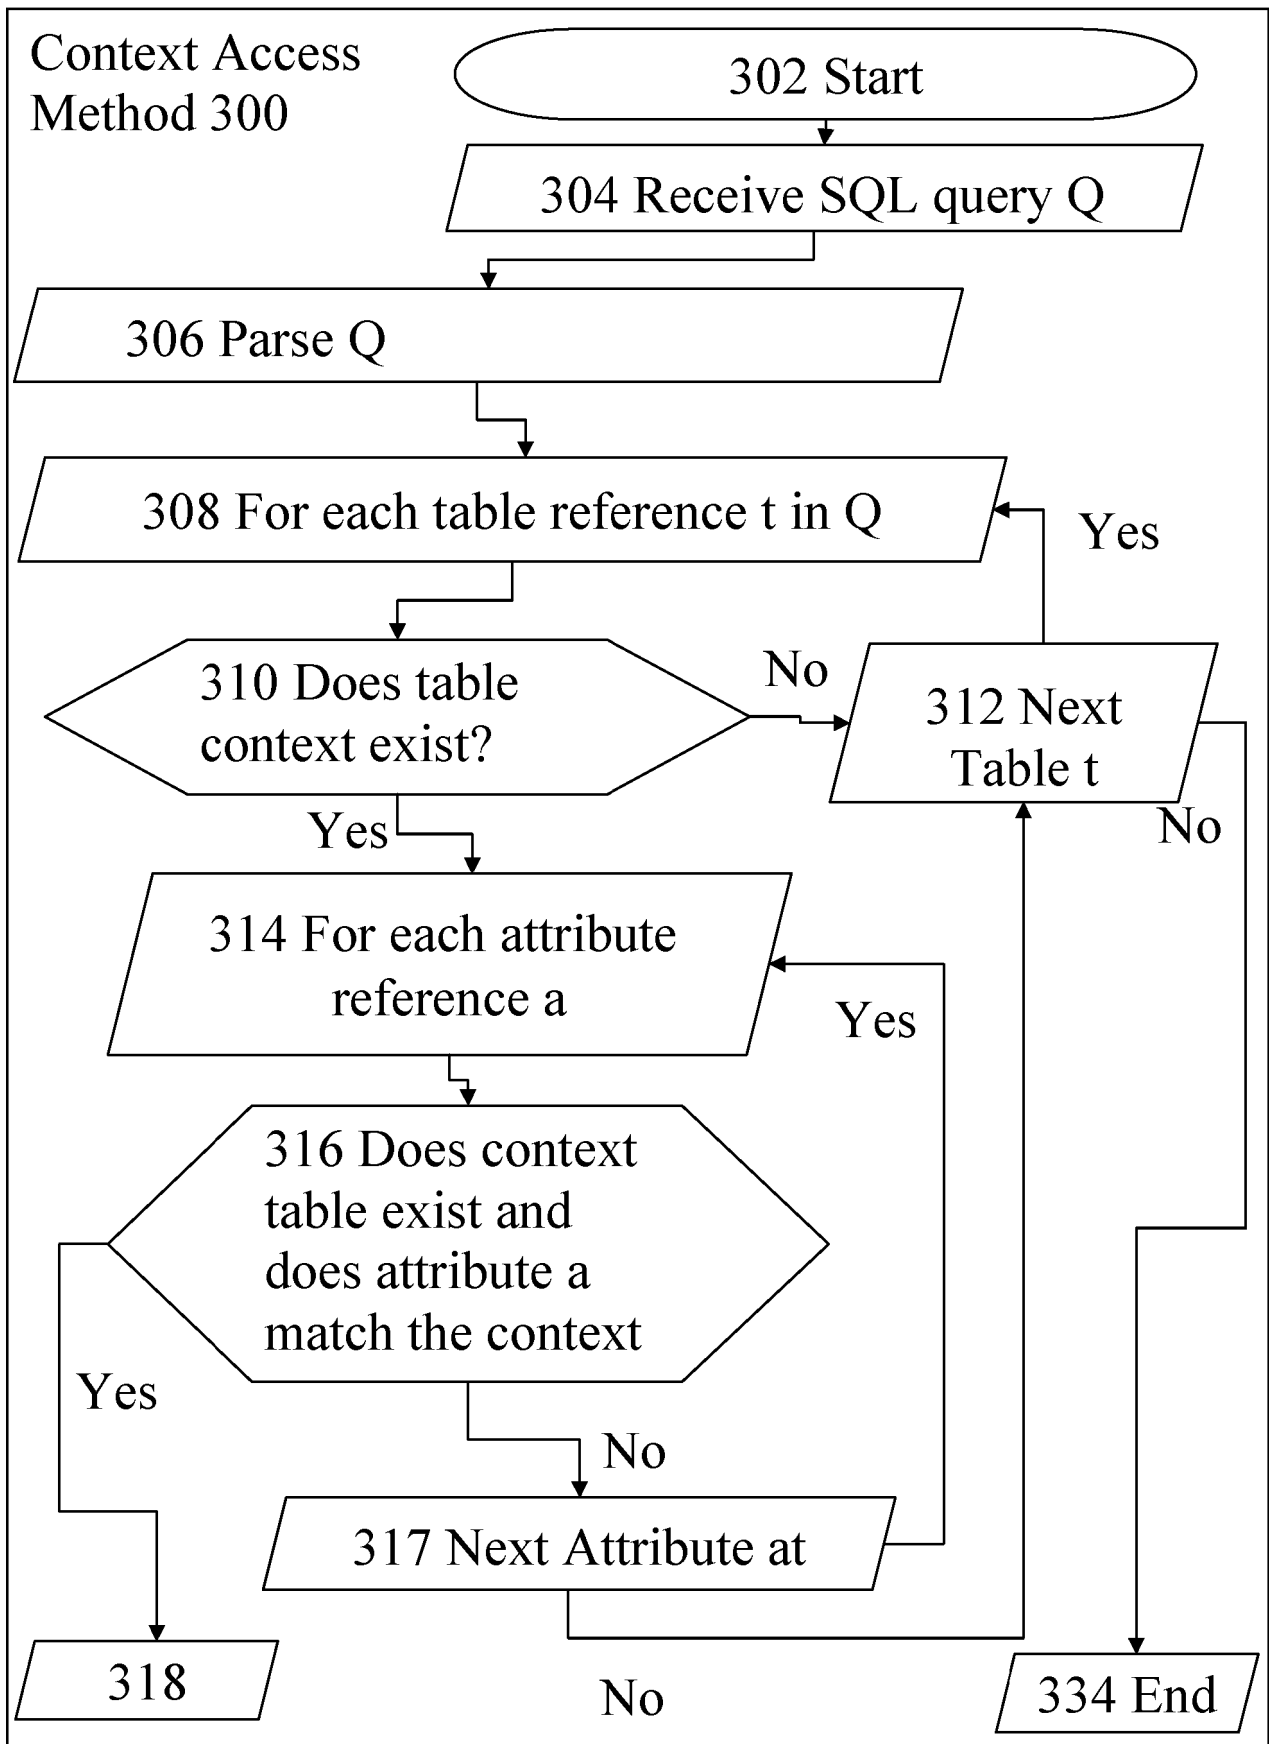 Context Access
Method 300
302 Start
304 Receive SQL query Q
306 Parse Q
308 For each table reference t in Q
Yes
310 Does table
context exist?
No
312 Next
Table t
Yes
No
314 For each attribute
reference a
Yes
316 Does context
table exist and
does attribute a
match the context
Yes
No
317 Next Attribute at
318
No
334 End